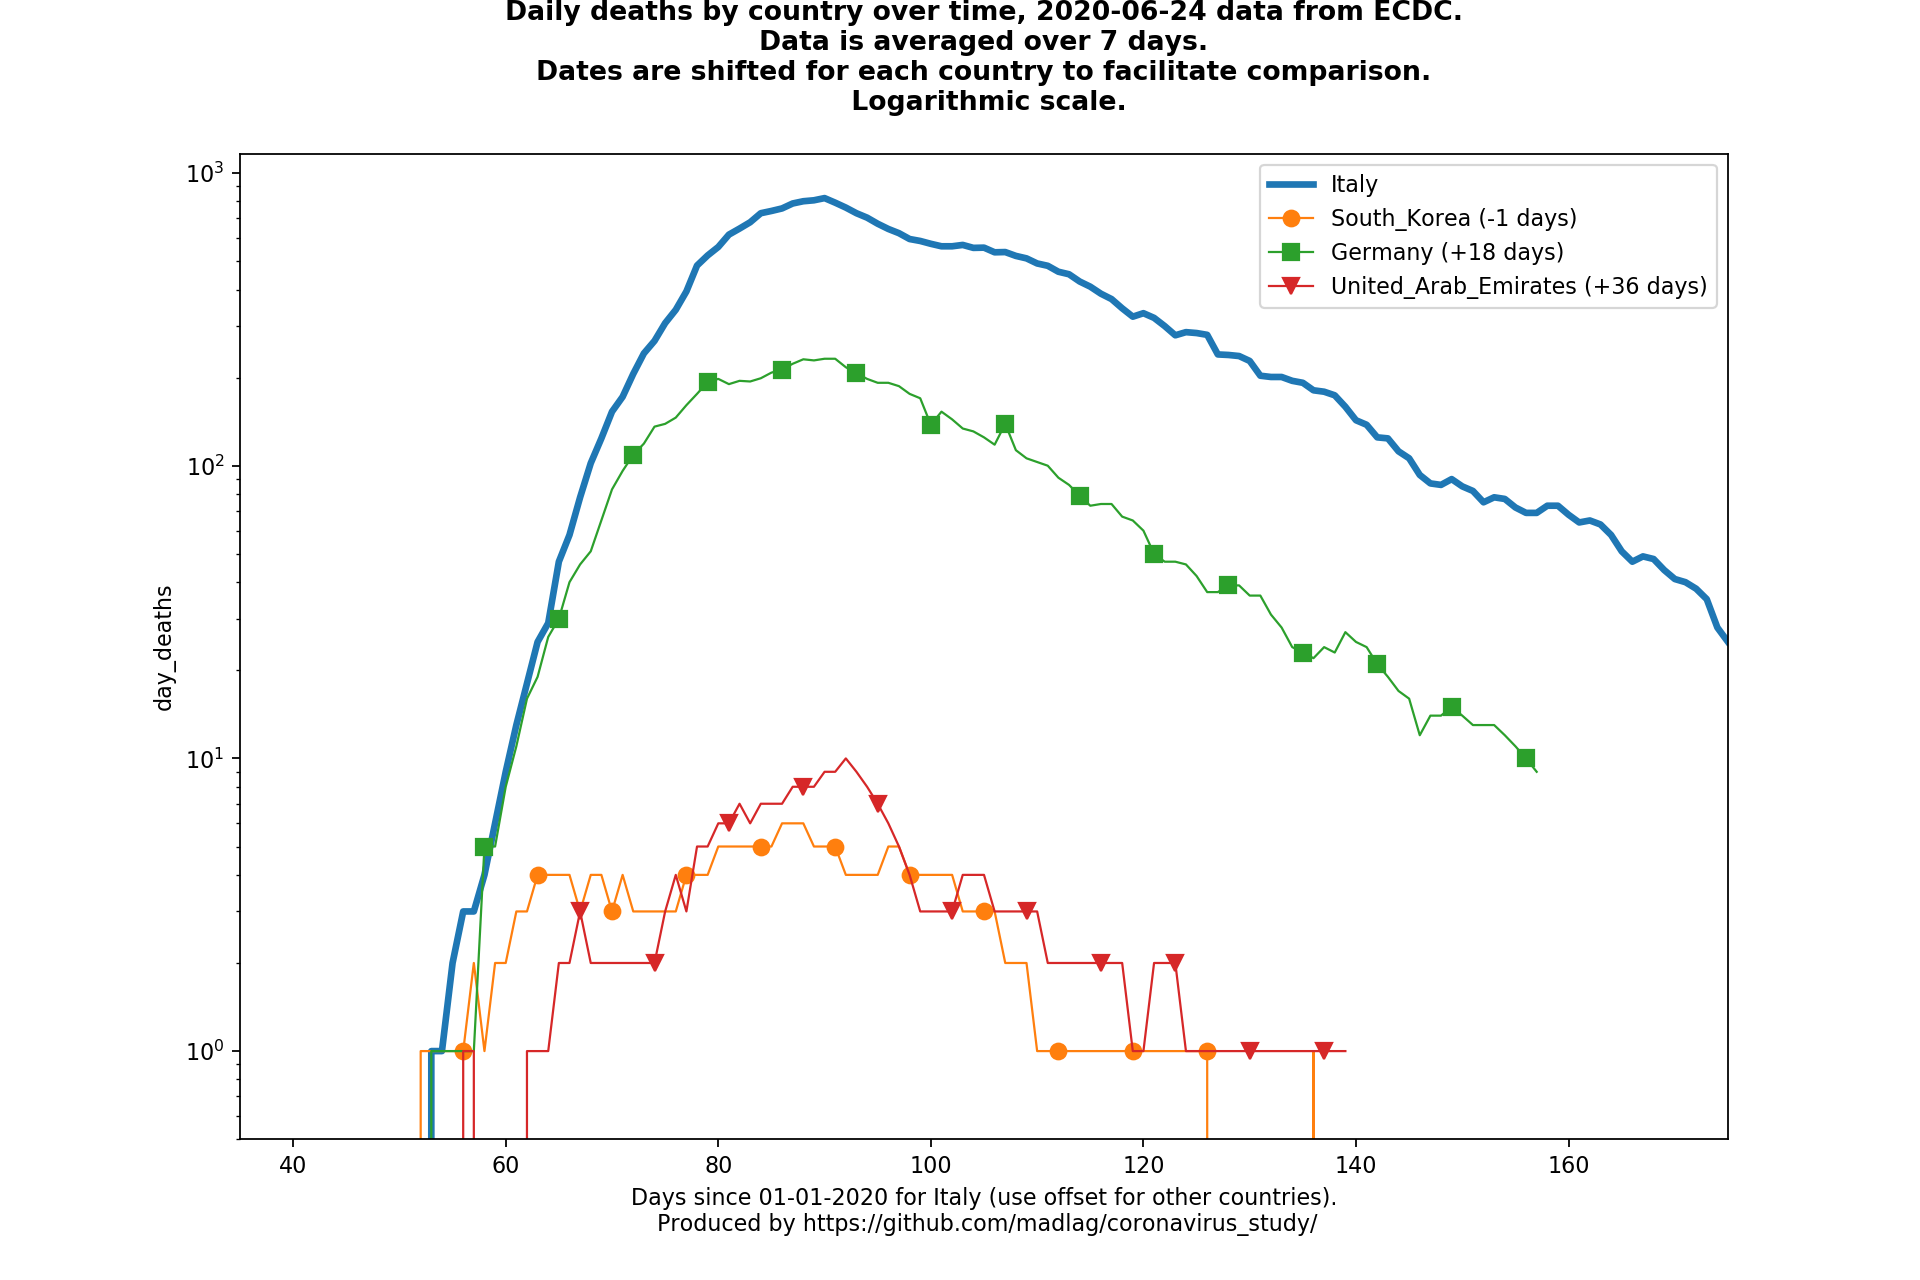 Daily deaths by country over time, 2020-06-24 data from ECDC.
Data is averaged over 7 days.
Dates are shifted for each country to facilitate comparison.
Logarithmic scale.
10³
10²
10¹
10⁰
day_deaths
Italy
South_Korea (-1 days)
Germany (+18 days)
United_Arab_Emirates (+36 days)
40 60 80 100 120 140 160
Days since 01-01-2020 for Italy (use offset for other countries).
Produced by https://github.com/madlag/coronavirus_study/